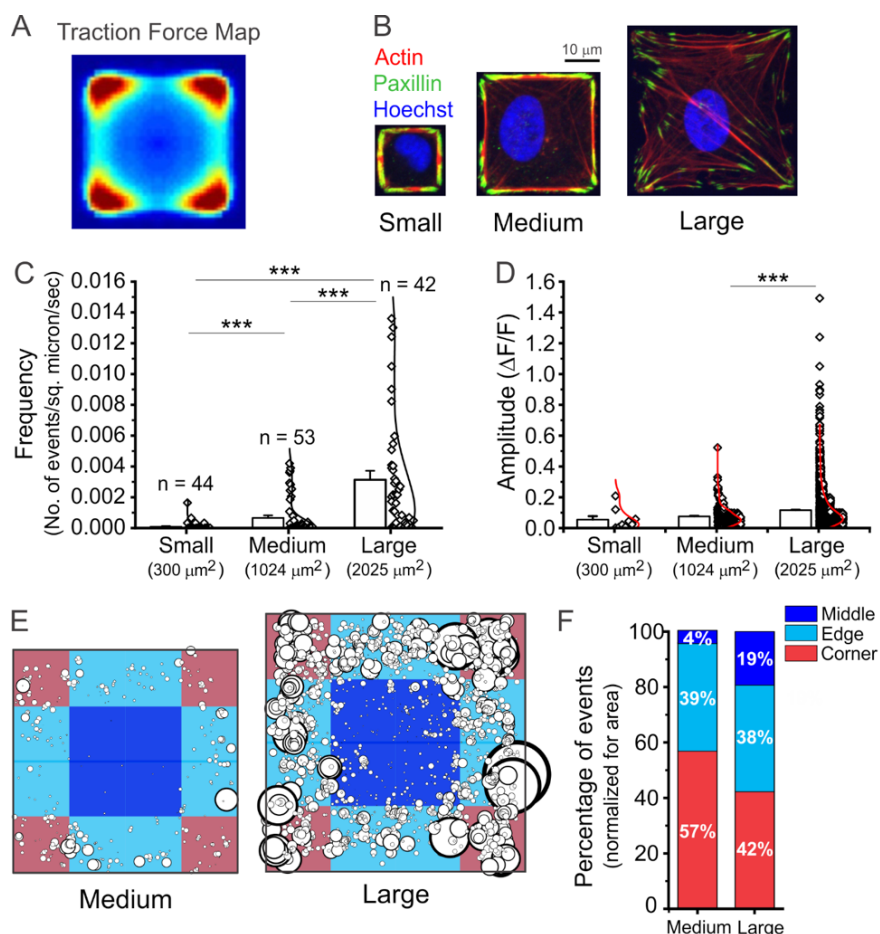 A
Traction Force Map
B
Actin
Paxillin
Hoechst
10 μm
Small
Medium
Large
C
Frequency
(No. of events/sq. micron/sec)
0.016
0.014
0.012
0.010
0.008
0.006
0.004
0.002
0.000
***
***
***
n = 44
n = 53
n = 42
Small
(300 μm²)
Medium
(1024 μm²)
Large
(2025 μm²)
D
Amplitude (ΔF/F)
1.6
1.4
1.2
1.0
0.8
0.6
0.4
0.2
0.0
***
Small
(300 μm²)
Medium
(1024 μm²)
Large
(2025 μm²)
E
Medium
Large
F
Middle
Edge
Corner
Percentage of events
(normalized for area)
100
80
60
40
20
0
4%
39%
57%
19%
38%
42%
Medium
Large